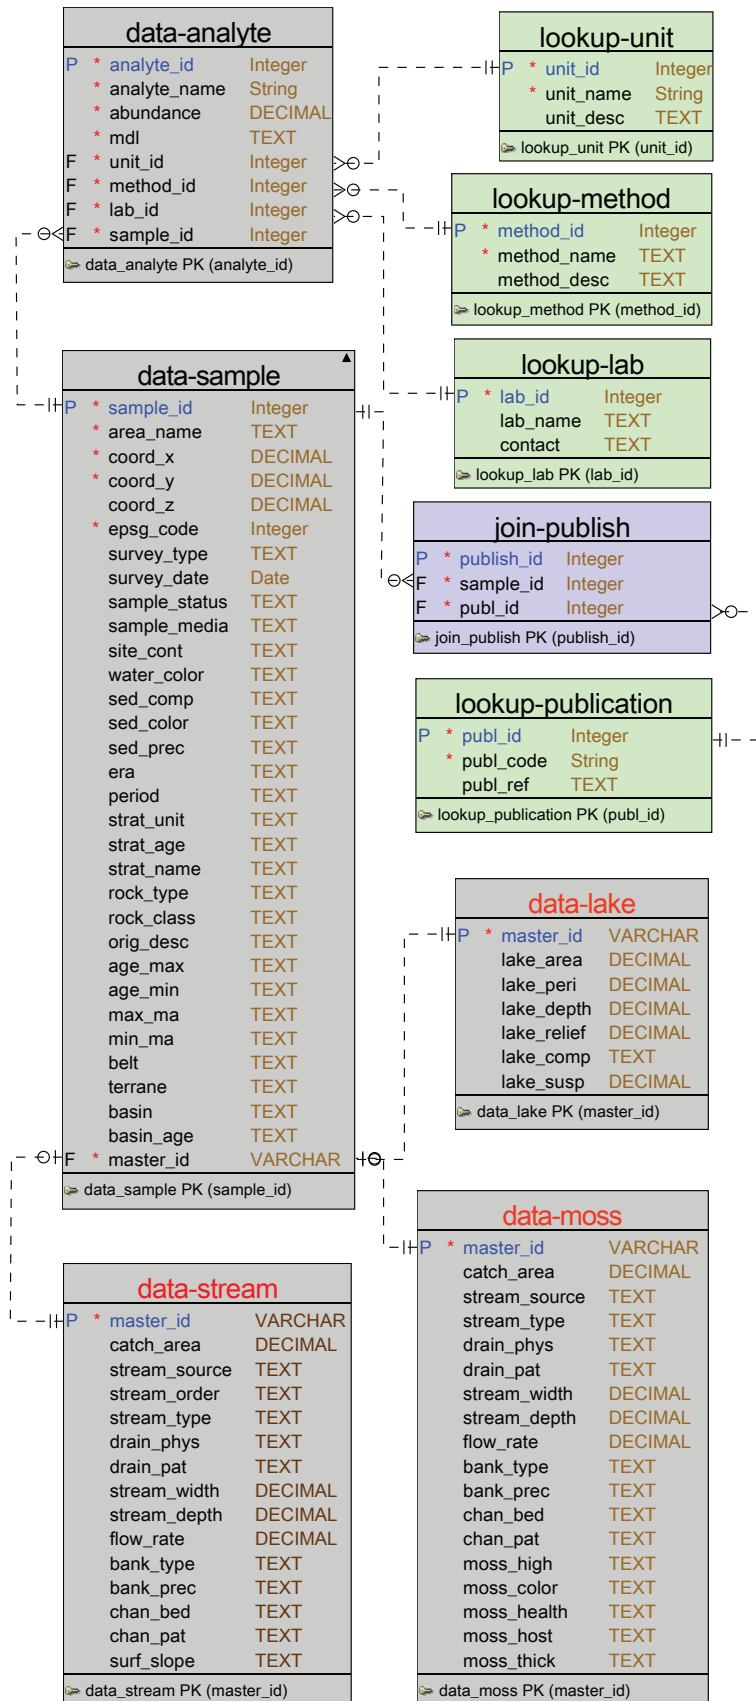 data-analyte
P * analyte_id Integer
* analyte_name String
* abundance DECIMAL
* mdl TEXT
F * unit_id Integer
F * method_id Integer
F * lab_id Integer
F * sample_id Integer
data_analyte PK (analyte_id)
lookup-unit
P * unit_id Integer
* unit_name String
unit_desc TEXT
lookup_unit PK (unit_id)
lookup-method
P * method_id Integer
* method_name TEXT
method_desc TEXT
lookup_method PK (method_id)
lookup-lab
P * lab_id Integer
lab_name TEXT
contact TEXT
lookup_lab PK (lab_id)
data-sample
P * sample_id Integer
* area_name TEXT
* coord_x DECIMAL
* coord_y DECIMAL
coord_z DECIMAL
* epsg_code Integer
survey_type TEXT
survey_date Date
sample_status TEXT
sample_media TEXT
site_cont TEXT
water_color TEXT
sed_comp TEXT
sed_color TEXT
sed_prec TEXT
era TEXT
period TEXT
strat_unit TEXT
strat_age TEXT
strat_name TEXT
rock_type TEXT
rock_class TEXT
orig_desc TEXT
age_max TEXT
age_min TEXT
max_ma TEXT
min_ma TEXT
belt TEXT
terrane TEXT
basin TEXT
basin_age TEXT
F * master_id VARCHAR
data_sample PK (sample_id)
join-publish
P * publish_id Integer
F * sample_id Integer
F * publ_id Integer
join_publish PK (publish_id)
lookup-publication
P * publ_id Integer
* publ_code String
publ_ref TEXT
lookup_publication PK (publ_id)
data-lake
P * master_id VARCHAR
lake_area DECIMAL
lake_peri DECIMAL
lake_depth DECIMAL
lake_relief DECIMAL
lake_comp TEXT
lake_susp DECIMAL
data_lake PK (master_id)
data-stream
P * master_id VARCHAR
catch_area DECIMAL
stream_source TEXT
stream_order TEXT
stream_type TEXT
drain_phys TEXT
drain_pat TEXT
stream_width DECIMAL
stream_depth DECIMAL
flow_rate DECIMAL
bank_type TEXT
bank_prec TEXT
chan_bed TEXT
chan_pat TEXT
surf_slope TEXT
data_stream PK (master_id)
data-moss
P * master_id VARCHAR
catch_area DECIMAL
stream_source TEXT
stream_type TEXT
drain_phys TEXT
drain_pat TEXT
stream_width DECIMAL
stream_depth DECIMAL
flow_rate DECIMAL
bank_type TEXT
bank_prec TEXT
chan_bed TEXT
chan_pat TEXT
moss_high TEXT
moss_color TEXT
moss_health TEXT
moss_host TEXT
moss_thick TEXT
data_moss PK (master_id)